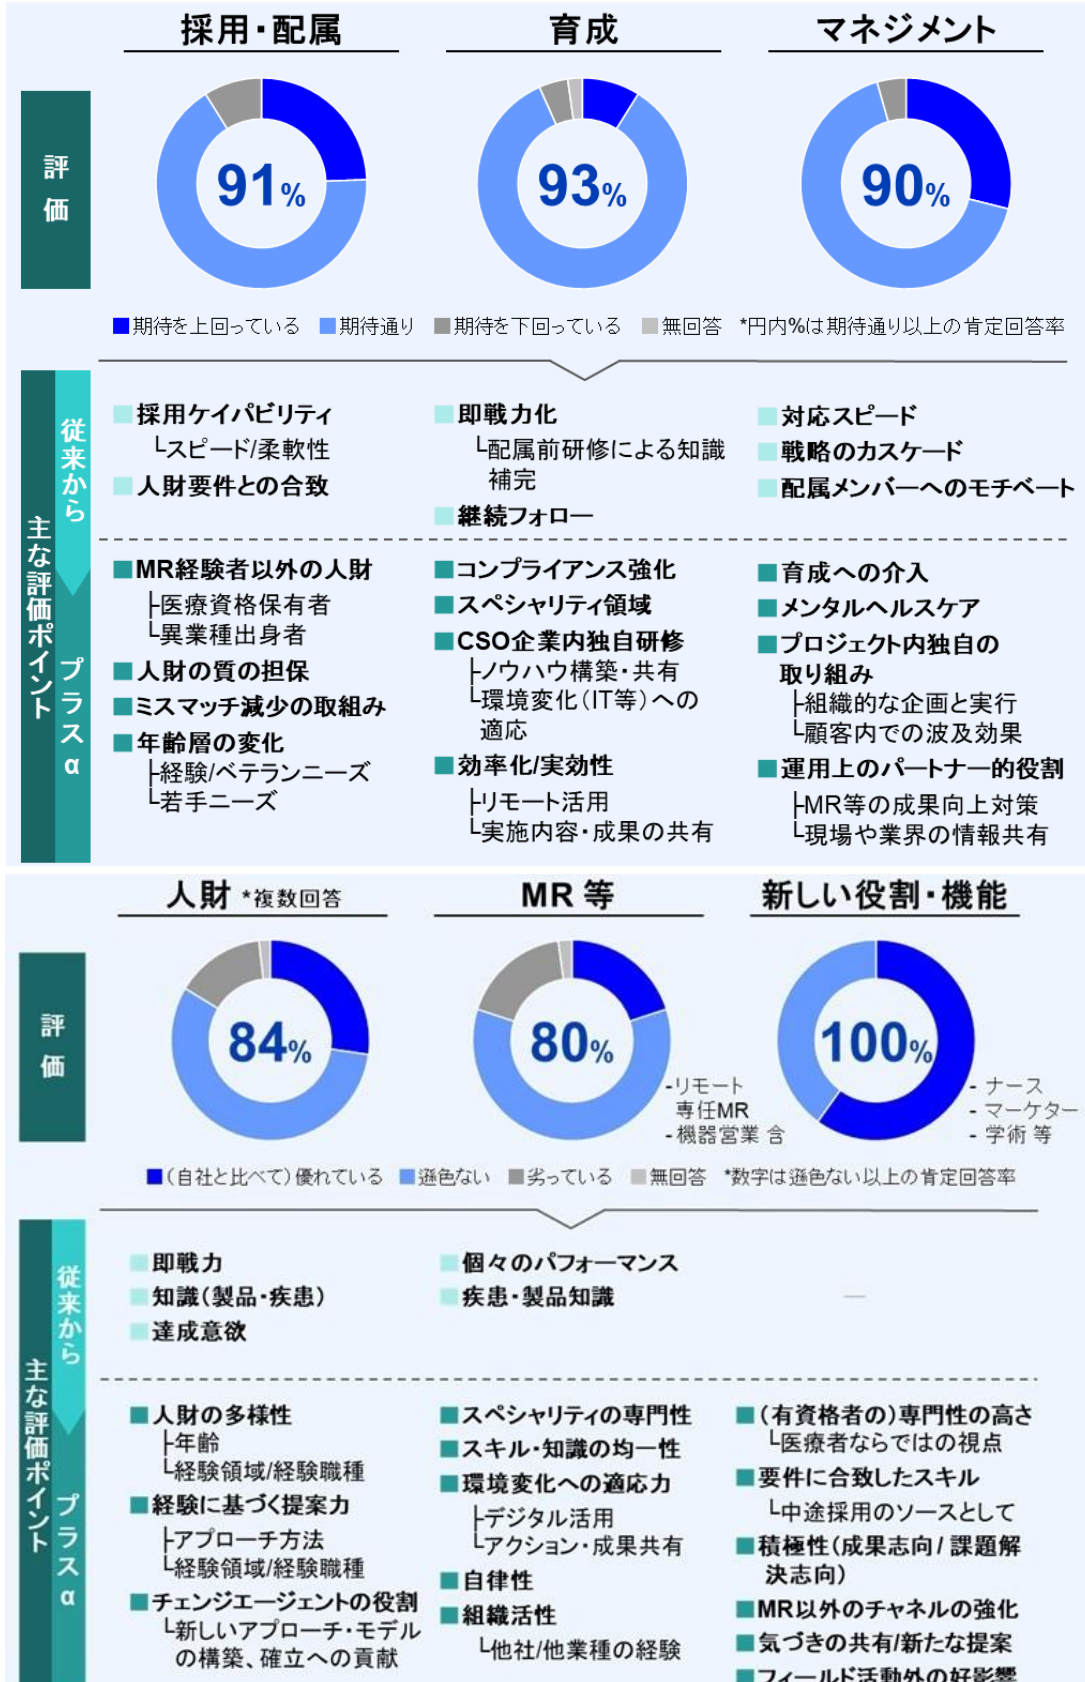 採用・配属
育成
マネジメント
評価
91%
93%
90%
■期待を上回っている ■期待通り ■期待を下回っている ■無回答 *円内%は期待通り以上の肯定回答率
主な評価ポイント
従来から
■採用ケイパビリティ
└スピード/柔軟性
■人財要件との合致
■即戦力化
└配属前研修による知識
補完
■継続フォロー
■対応スピード
■戦略のカスケード
■配属メンバーへのモチベート
プラスα
■MR経験者以外の人財
├医療資格保有者
└異業種出身者
■人財の質の担保
■ミスマッチ減少の取組み
■年齢層の変化
├経験/ベテランニーズ
└若手ニーズ
■コンプライアンス強化
■スペシャリティ領域
■CSO企業内独自研修
├ノウハウ構築・共有
└環境変化(IT等)への
適応
■効率化/実効性
├リモート活用
└実施内容・成果の共有
■育成への介入
■メンタルヘルスケア
■プロジェクト内独自の
取り組み
├組織的な企画と実行
└顧客内での波及効果
■運用上のパートナー的役割
├MR等の成果向上対策
└現場や業界の情報共有
人財 *複数回答
MR 等
新しい役割・機能
評価
84%
80%
-リモート
専任MR
-機器営業 含
100%
- ナース
- マーケター
- 学術 等
■(自社と比べて)優れている ■遜色ない ■劣っている ■無回答 *数字は遜色ない以上の肯定回答率
主な評価ポイント
従来から
■即戦力
■知識(製品・疾患)
■達成意欲
■個々のパフォーマンス
■疾患・製品知識
―
プラスα
■人財の多様性
├年齢
└経験領域/経験職種
■経験に基づく提案力
├アプローチ方法
└経験領域/経験職種
■チェンジエージェントの役割
└新しいアプローチ・モデル
の構築、確立への貢献
■スペシャリティの専門性
■スキル・知識の均一性
■環境変化への適応力
├デジタル活用
└アクション・成果共有
■自律性
■組織活性
└他社/他業種の経験
■(有資格者の)専門性の高さ
└医療者ならではの視点
■要件に合致したスキル
└中途採用のソースとして
■積極性(成果志向/課題解
決志向)
■MR以外のチャネルの強化
■気づきの共有/新たな提案
■フィールド活動外の好影響